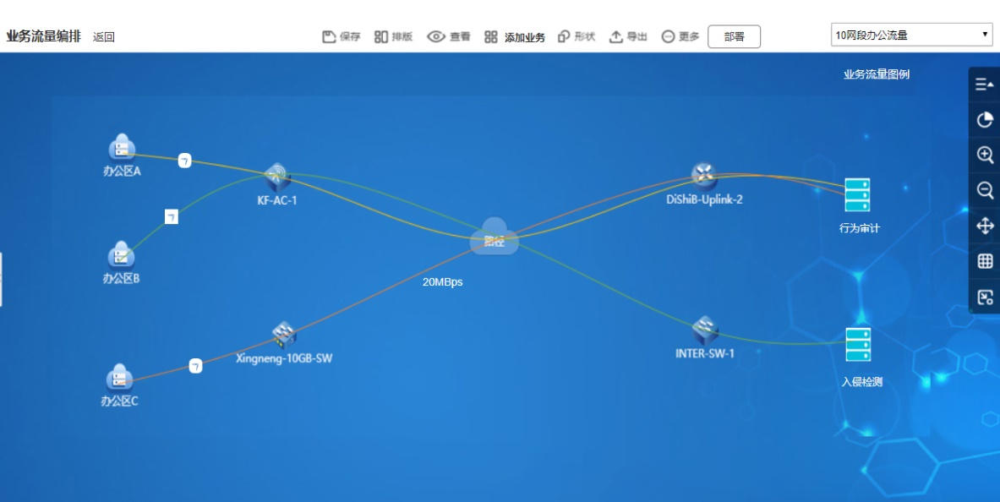 业务流量编排 返回 保存 排版 查看 添加业务 形状 导出 更多 部署 10网段办公流量
业务流量图例
办公区A
KF-AC-1
DiShiB-Uplink-2
行为审计
路径
办公区B
20MBps
Xingneng-10GB-SW
INTER-SW-1
入侵检测
办公区C